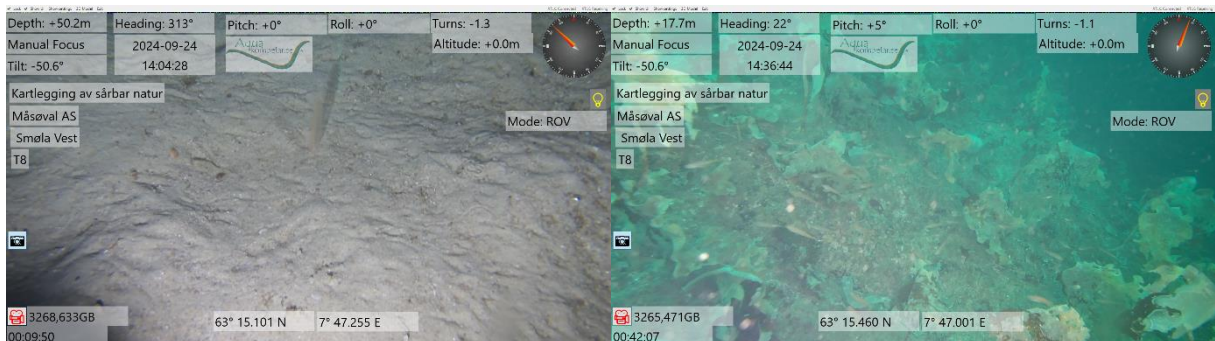 Depth: +50.2m
Heading: 313°
Pitch: +0°
Roll: +0°
Turns: -1.3
Manual Focus
2024-09-24
Altitude: +0.0m
Tilt: -50.6°
14:04:28
Aqua
Kompetanse
Kartlegging av sårbar natur
Måsøval AS
Mode: ROV
Smøla Vest
T8
3268,633GB
63° 15.101 N
7° 47.255 E
00:09:50
Depth: +17.7m
Heading: 22°
Pitch: +5°
Roll: +0°
Turns: -1.1
Manual Focus
2024-09-24
Altitude: +0.0m
Tilt: -50.6°
14:36:44
Aqua
Kompetanse
Kartlegging av sårbar natur
Måsøval AS
Mode: ROV
Smøla Vest
T8
3265,471GB
63° 15.460 N
7° 47.001 E
00:42:07